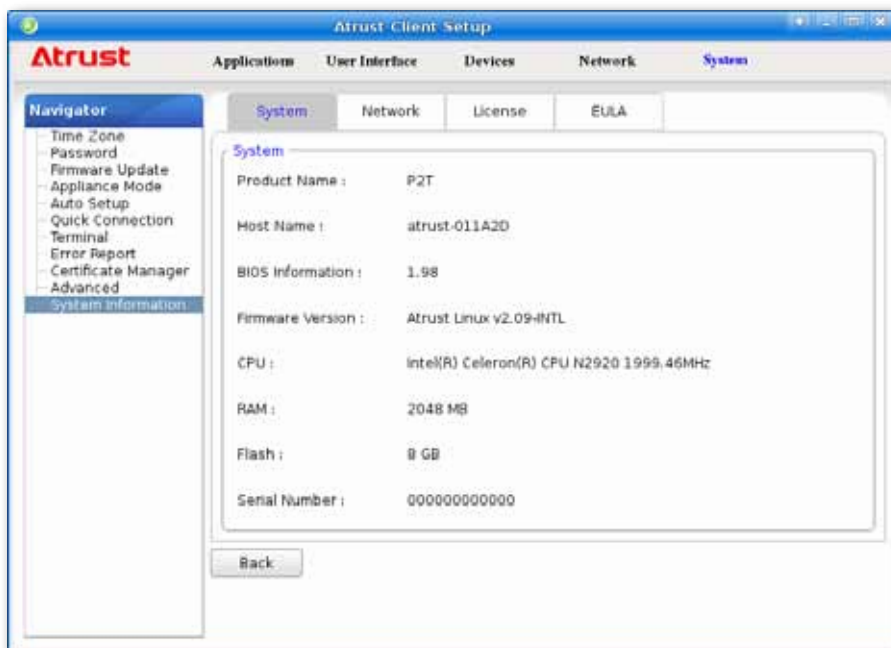 Atrust Client Setup
Atrust
Applications User Interface Devices Network System
Navigator
Time Zone
Password
Firmware Update
Appliance Mode
Auto Setup
Quick Connection
Terminal
Error Report
Certificate Manager
Advanced
System Information
System Network License EULA
System
Product Name : P2T
Host Name : atrust-011A2D
BIOS Information : 1.98
Firmware Version : Atrust Linux v2.09-INTL
CPU : Intel(R) Celeron(R) CPU N2920 1999.46MHz
RAM : 2048 MB
Flash : 8 GB
Serial Number : 000000000000
Back